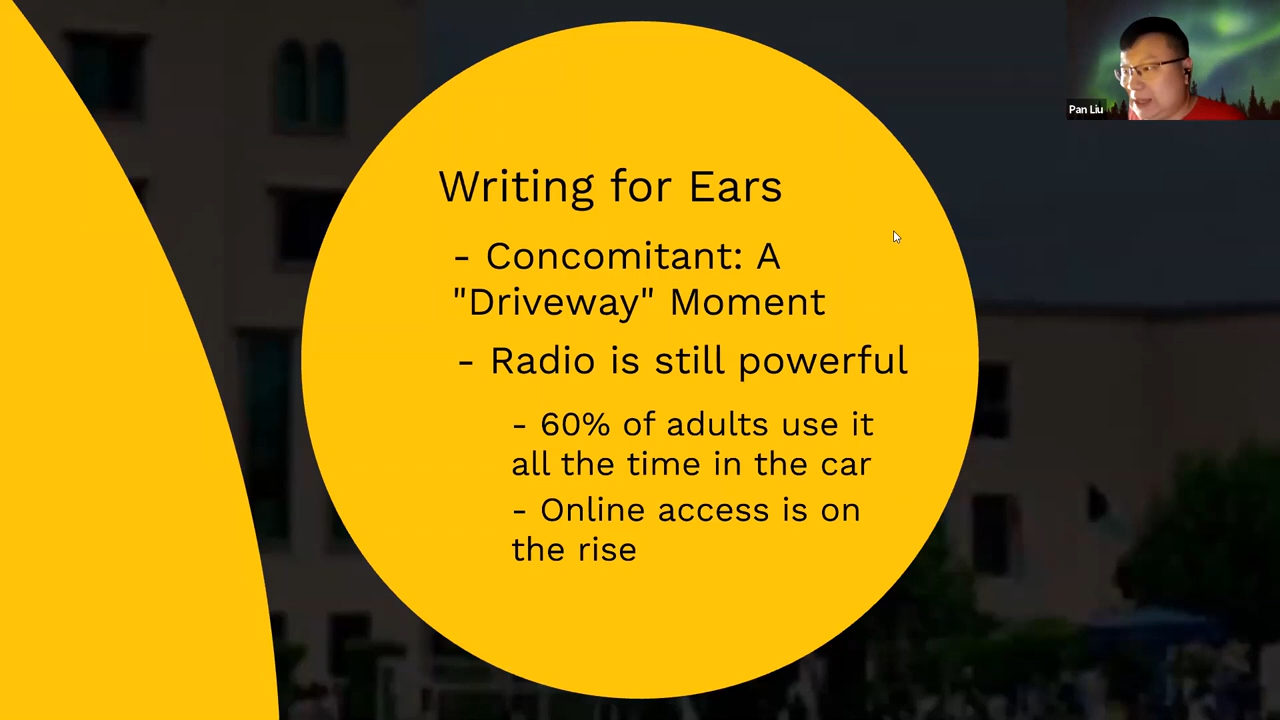 Writing for Ears
- Concomitant: A
"Driveway" Moment
- Radio is still powerful
- 60% of adults use it
all the time in the car
- Online access is on
the rise
Pan Liu